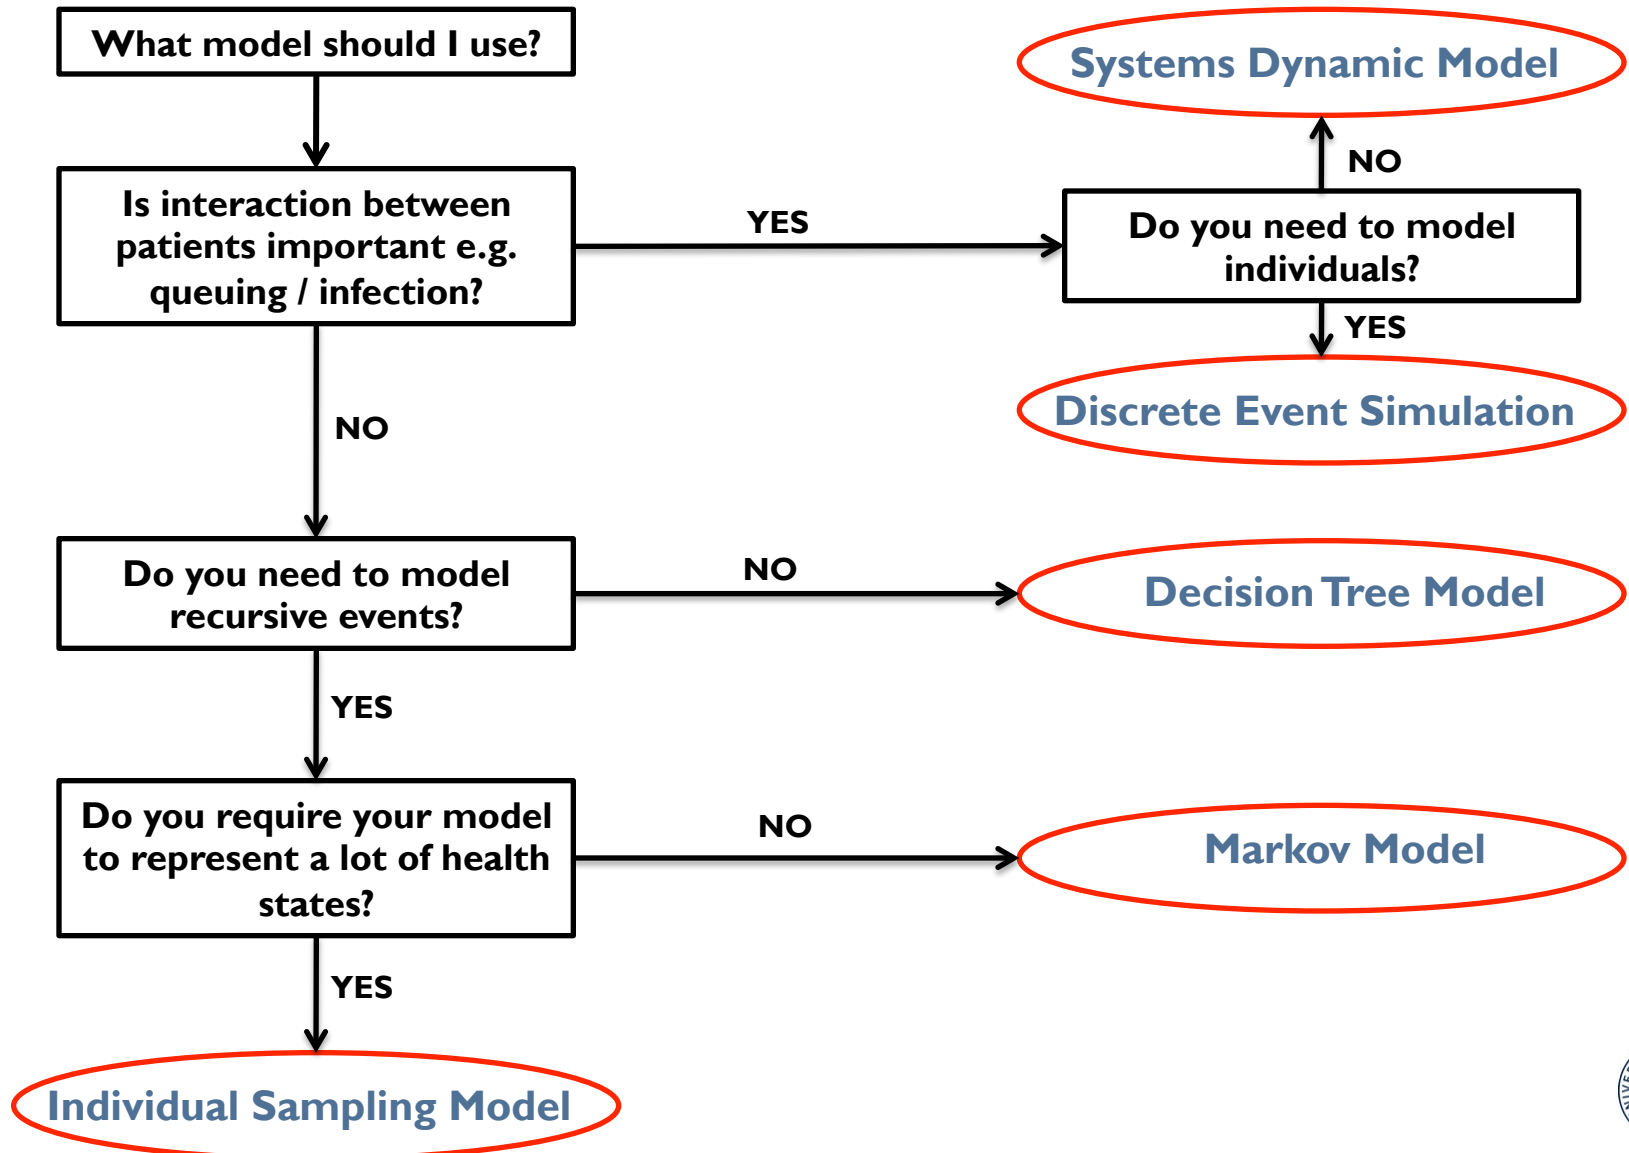 What model should I use?
Systems Dynamic Model
NO
Is interaction between
patients important e.g.
queuing / infection?
YES
Do you need to model
individuals?
YES
Discrete Event Simulation
NO
Do you need to model
recursive events?
NO
Decision Tree Model
YES
Do you require your model
to represent a lot of health
states?
NO
Markov Model
YES
Individual Sampling Model